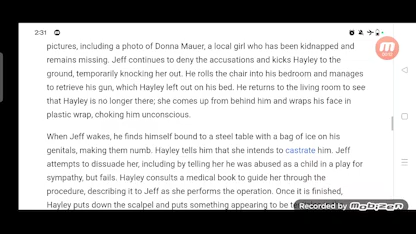 2:31
pictures, including a photo of Donna Mauer, a local girl who has been kidnapped and
remains missing. Jeff continues to deny the accusations and kicks Hayley to the
ground, temporarily knocking her out. He rolls the chair into his bedroom and manages
to retrieve his gun, which Hayley left out on his bed. He returns to the living room to see
that Hayley is no longer there; she comes up from behind him and wraps his face in
plastic wrap, choking him unconscious.
When Jeff wakes, he finds himself bound to a steel table with a bag of ice on his
genitals, making them numb. Hayley tells him that she intends to castrate him. Jeff
attempts to dissuade her, including by telling her he was abused as a child in a play for
sympathy, but fails. Hayley consults a medical book to guide her through the
procedure, describing it to Jeff as she performs the operation. Once it is finished,
Hayley puts down the scalpel and puts something appearing to be
Recorded by Mobizen